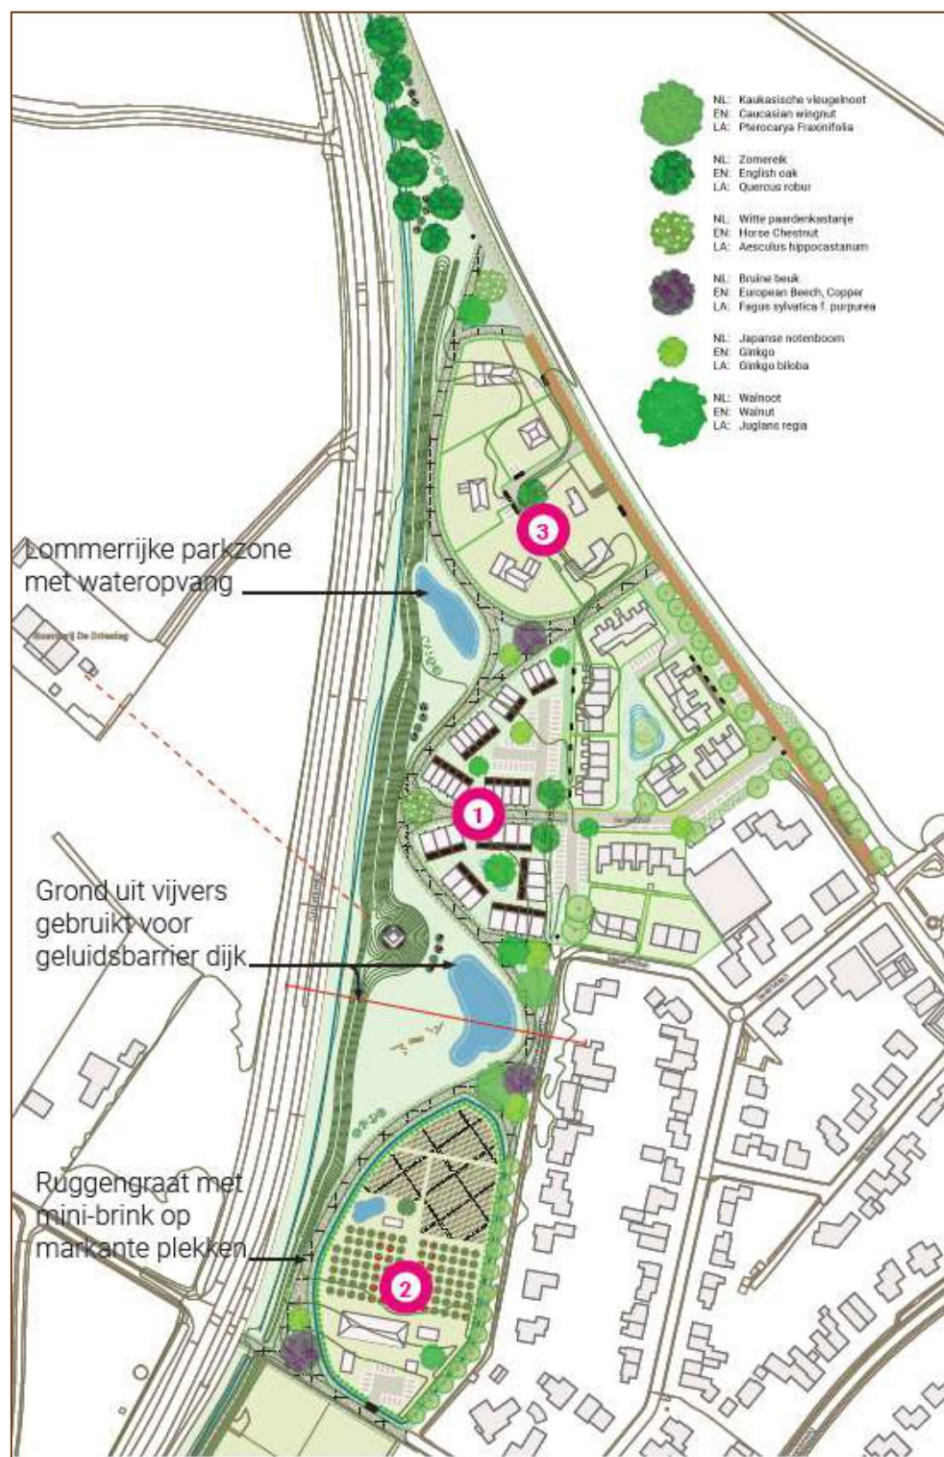 NL: Kaukasische vleugelnoot
EN: Caucasian wingnut
LA: Pterocarya Fraxinifolia
NL: Zomereik
EN: English oak
LA: Quercus robur
NL: Witte paardenkastanje
EN: Horse Chestnut
LA: Aesculus hippocastanum
NL: Bruine beuk
EN: European Beech, Copper
LA: Fagus sylvatica f. purpurea
NL: Japanse notenboom
EN: Ginkgo
LA: Ginkgo biloba
NL: Walnoot
EN: Walnut
LA: Juglans regia
3
Lommerrijke parkzone
met wateropvang
1
Grond uit vijvers
gebruikt voor
geluidsbarrier dijk
Ruggengraat met
mini-brink op
markante plekken
2